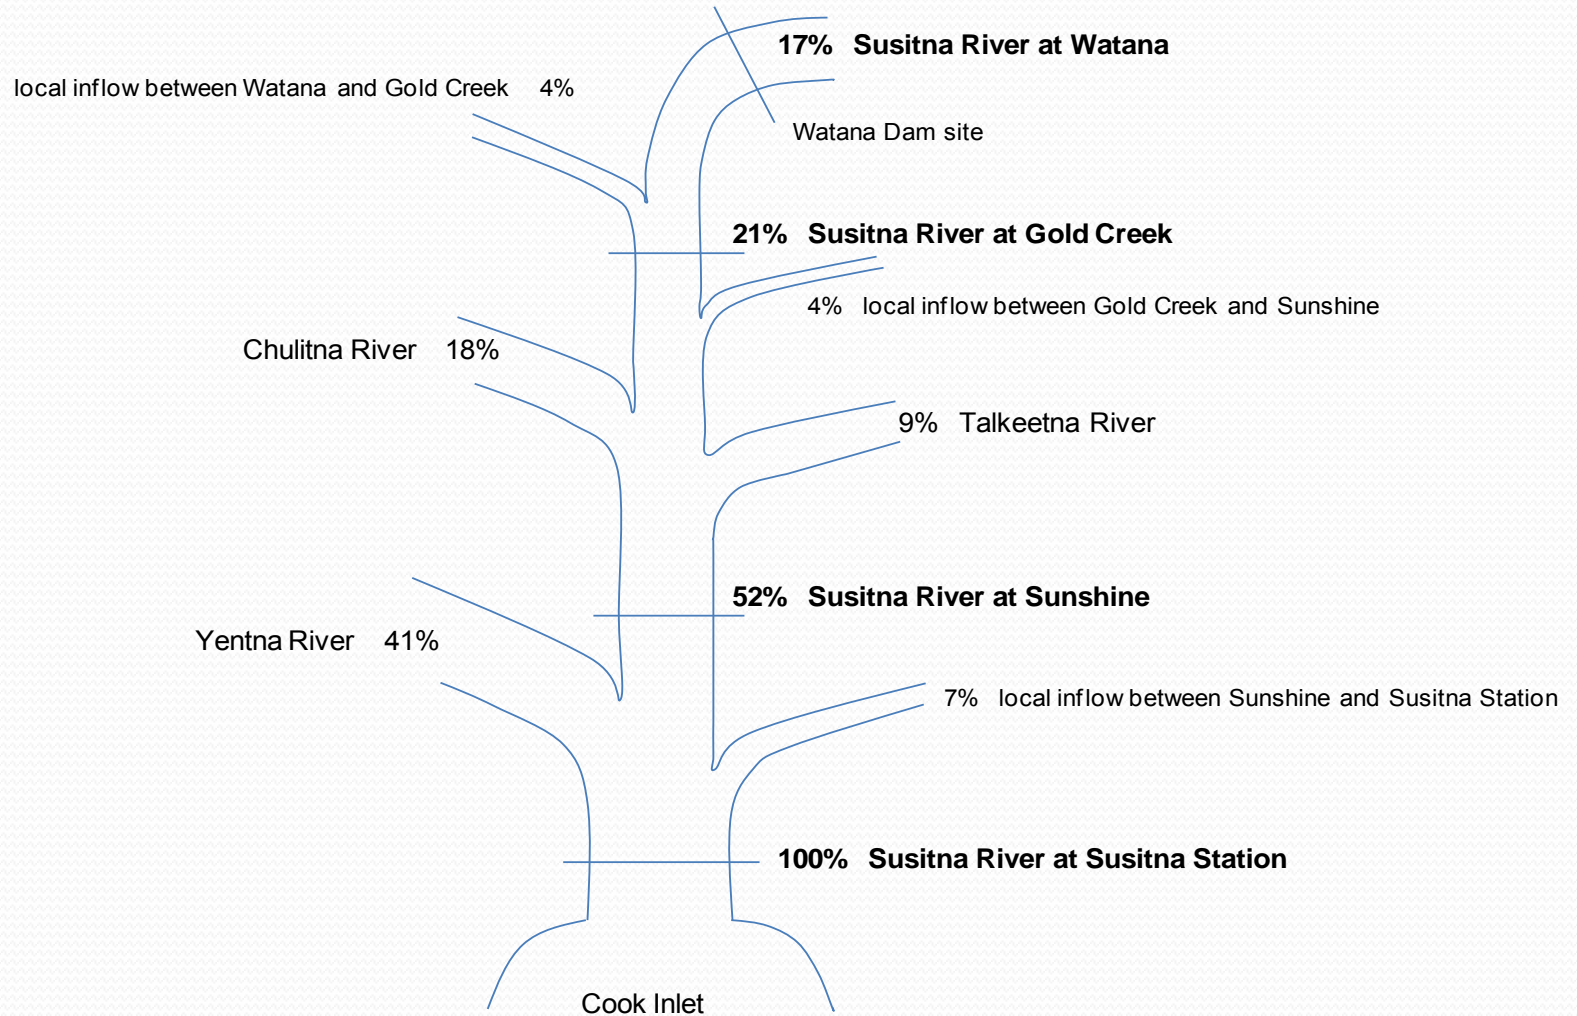 17% Susitna River at Watana
local inflow between Watana and Gold Creek 4%
Watana Dam site
21% Susitna River at Gold Creek
4% local inflow between Gold Creek and Sunshine
Chulitna River 18%
9% Talkeetna River
52% Susitna River at Sunshine
Yentna River 41%
7% local inflow between Sunshine and Susitna Station
100% Susitna River at Susitna Station
Cook Inlet